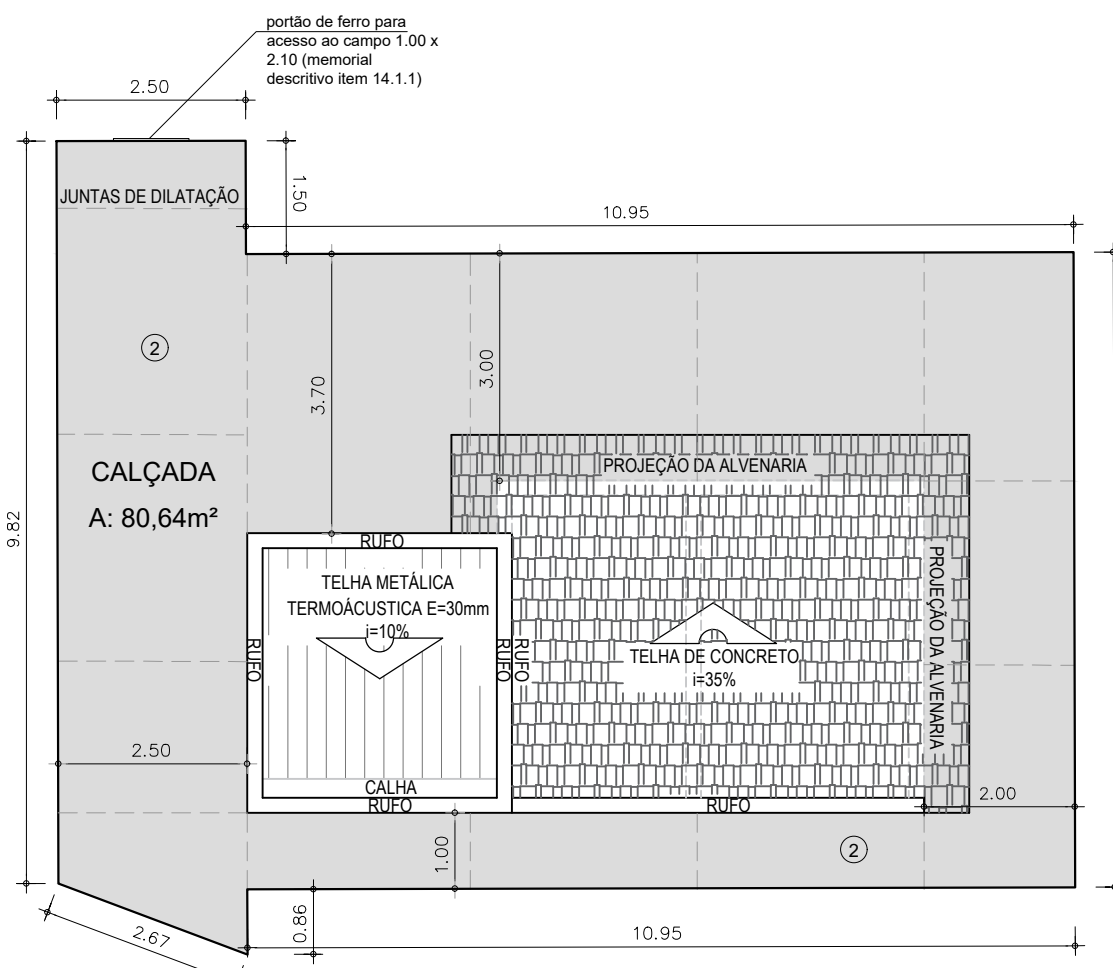 portão de ferro para
acesso ao campo 1.00 x
2.10 (memorial
descritivo item 14.1.1)
2.50
JUNTAS DE DILATAÇÃO
1.50
10.95
2
3.70
3.00
CALÇADA
A: 80,64m²
9.82
PROJEÇÃO DA ALVENARIA
RUFO
TELHA METÁLICA
TERMOÁCUSTICA E=30mm
i=10%
RUFO
RUFO
RUFO
TELHA DE CONCRETO
i=35%
PROJEÇÃO DA ALVENARIA
2.50
CALHA
RUFO
RUFO
2.00
1.00
2
2.67
0.86
10.95